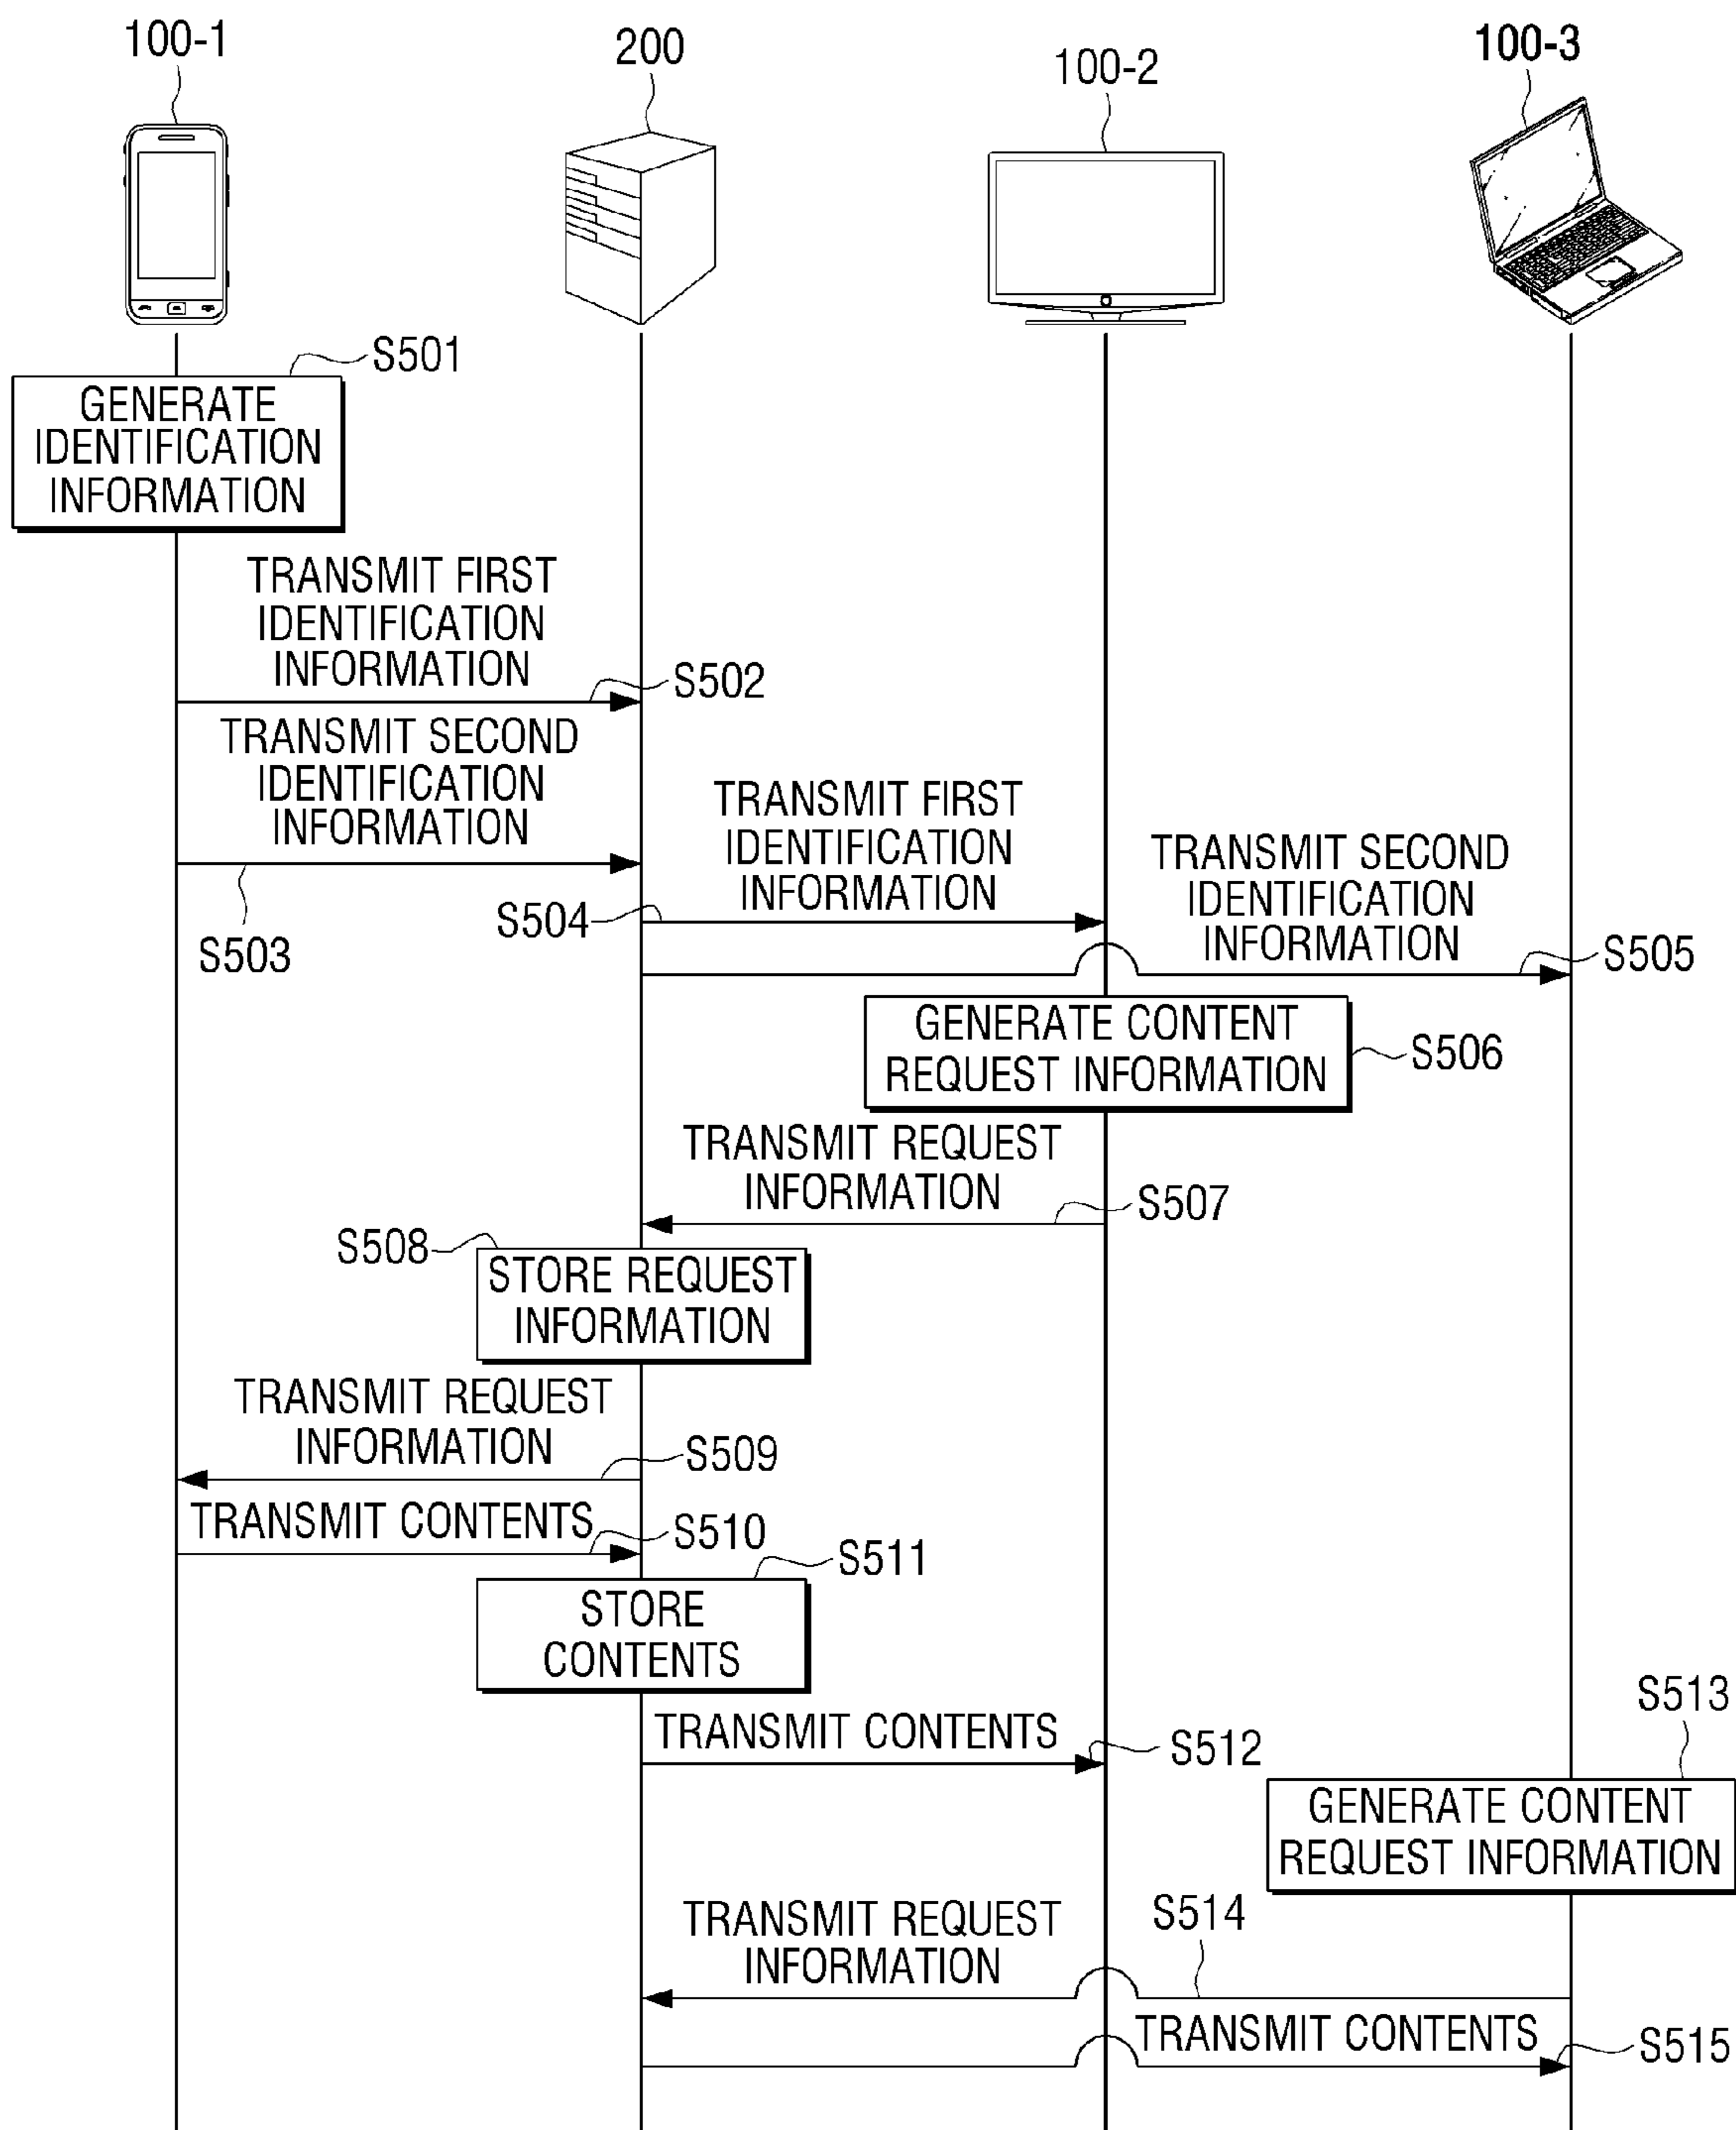 100-1
200
100-2
100-3
S501
GENERATE
IDENTIFICATION
INFORMATION
TRANSMIT FIRST
IDENTIFICATION
INFORMATION
S502
TRANSMIT SECOND
IDENTIFICATION
INFORMATION
S503
TRANSMIT FIRST
IDENTIFICATION
INFORMATION
S504
TRANSMIT SECOND
IDENTIFICATION
INFORMATION
S505
GENERATE CONTENT
REQUEST INFORMATION
S506
TRANSMIT REQUEST
INFORMATION
S507
S508
STORE REQUEST
INFORMATION
TRANSMIT REQUEST
INFORMATION
S509
TRANSMIT CONTENTS
S510
S511
STORE
CONTENTS
TRANSMIT CONTENTS
S512
S513
GENERATE CONTENT
REQUEST INFORMATION
TRANSMIT REQUEST
INFORMATION
S514
TRANSMIT CONTENTS
S515